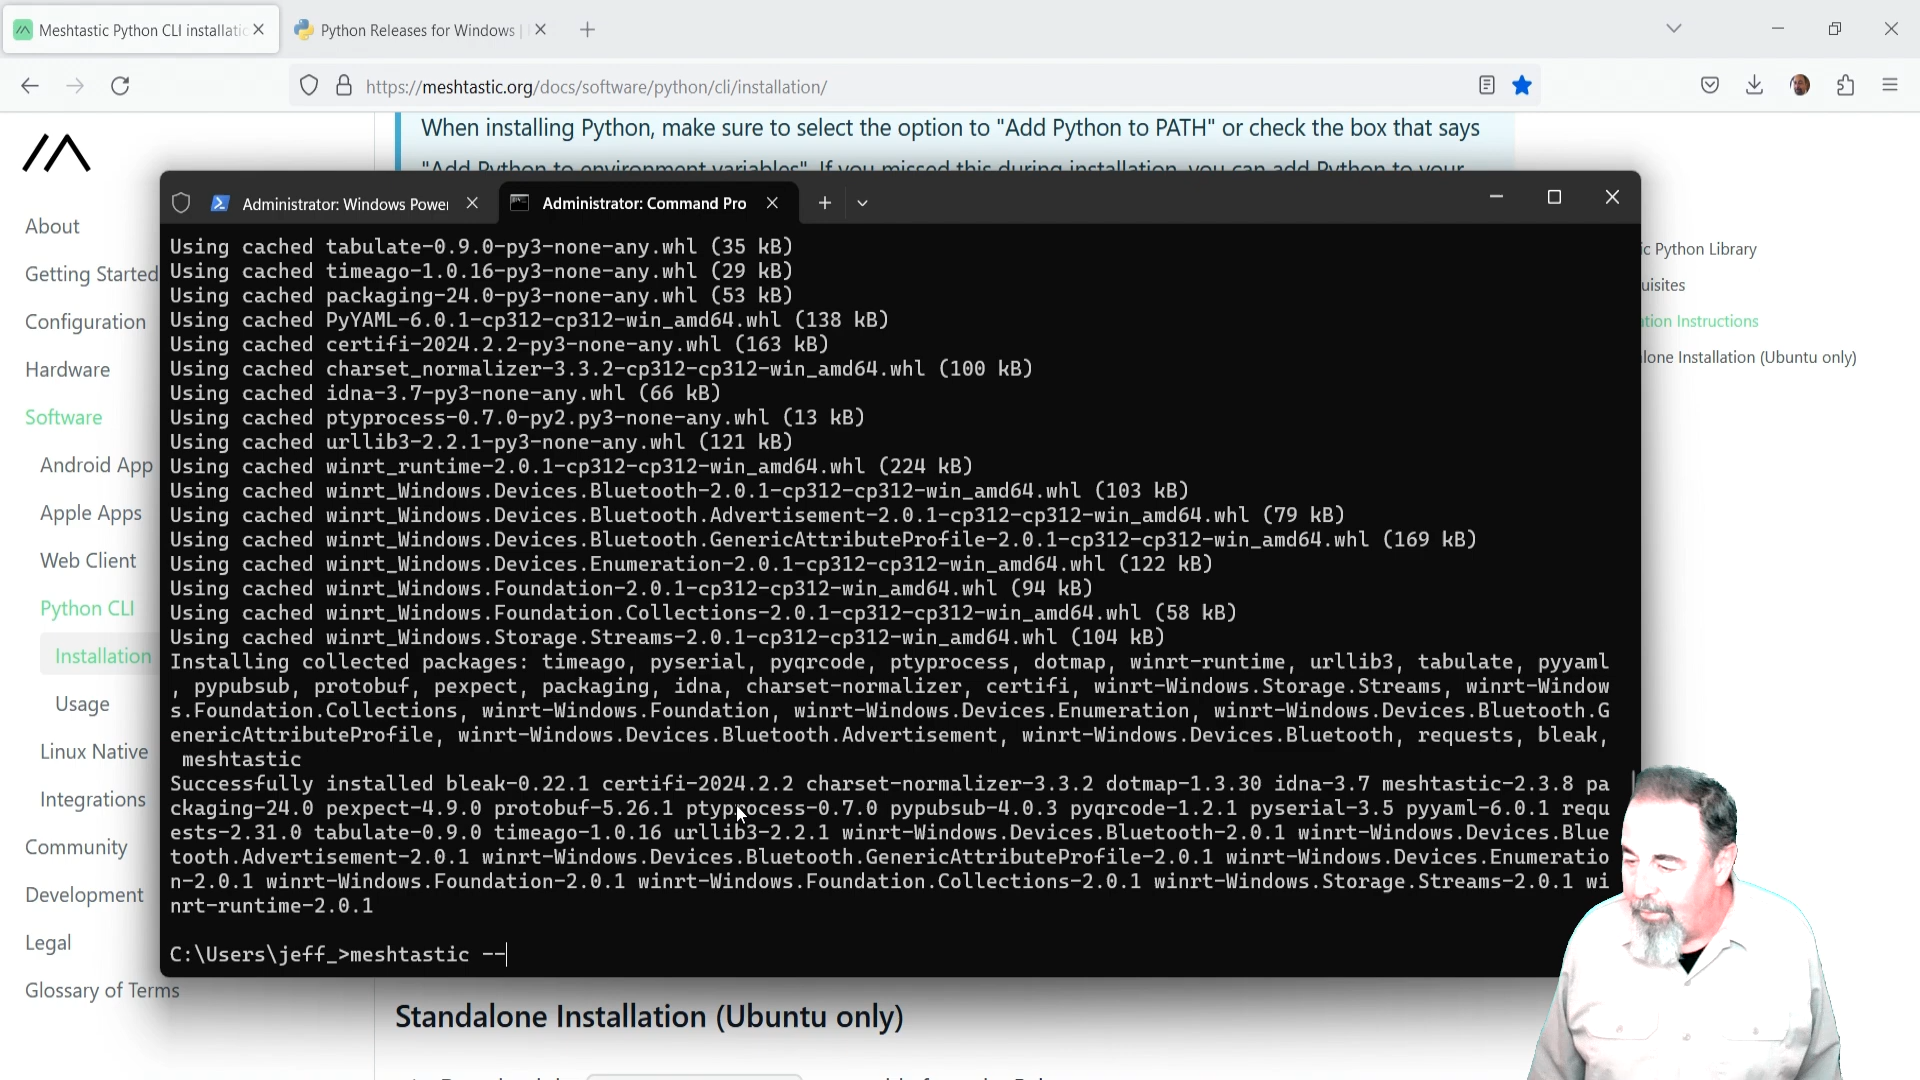 Meshtastic Python CLI installatio
Python Releases for Windows |
https://meshtastic.org/docs/software/python/cli/installation/
When installing Python, make sure to select the option to "Add Python to PATH" or check the box that says
"Add Python to environment variables". If you missed this during installation, you can add Python to your
About
Getting Started
Configuration
Hardware
Software
Android App
Apple Apps
Web Client
Python CLI
Installation
Usage
Linux Native
Integrations
Community
Development
Legal
Glossary of Terms
Administrator: Windows Power
Administrator: Command Pro
Using cached tabulate-0.9.0-py3-none-any.whl (35 kB)
Using cached timeago-1.0.16-py3-none-any.whl (29 kB)
Using cached packaging-24.0-py3-none-any.whl (53 kB)
Using cached PyYAML-6.0.1-cp312-cp312-win_amd64.whl (138 kB)
Using cached certifi-2024.2.2-py3-none-any.whl (163 kB)
Using cached charset_normalizer-3.3.2-cp312-cp312-win_amd64.whl (100 kB)
Using cached idna-3.7-py3-none-any.whl (66 kB)
Using cached ptyprocess-0.7.0-py2.py3-none-any.whl (13 kB)
Using cached urllib3-2.2.1-py3-none-any.whl (121 kB)
Using cached winrt_runtime-2.0.1-cp312-cp312-win_amd64.whl (224 kB)
Using cached winrt_Windows.Devices.Bluetooth-2.0.1-cp312-cp312-win_amd64.whl (103 kB)
Using cached winrt_Windows.Devices.Bluetooth.Advertisement-2.0.1-cp312-cp312-win_amd64.whl (79 kB)
Using cached winrt_Windows.Devices.Bluetooth.GenericAttributeProfile-2.0.1-cp312-cp312-win_amd64.whl (169 kB)
Using cached winrt_Windows.Devices.Enumeration-2.0.1-cp312-cp312-win_amd64.whl (122 kB)
Using cached winrt_Windows.Foundation-2.0.1-cp312-cp312-win_amd64.whl (94 kB)
Using cached winrt_Windows.Foundation.Collections-2.0.1-cp312-cp312-win_amd64.whl (58 kB)
Using cached winrt_Windows.Storage.Streams-2.0.1-cp312-cp312-win_amd64.whl (104 kB)
Installing collected packages: timeago, pyserial, pyqrcode, ptyprocess, dotmap, winrt-runtime, urllib3, tabulate, pyyaml
, pypubsub, protobuf, pexpect, packaging, idna, charset-normalizer, certifi, winrt-Windows.Storage.Streams, winrt-Window
s.Foundation.Collections, winrt-Windows.Foundation, winrt-Windows.Devices.Enumeration, winrt-Windows.Devices.Bluetooth.G
enericAttributeProfile, winrt-Windows.Devices.Bluetooth.Advertisement, winrt-Windows.Devices.Bluetooth, requests, bleak,
meshtastic
Successfully installed bleak-0.22.1 certifi-2024.2.2 charset-normalizer-3.3.2 dotmap-1.3.30 idna-3.7 meshtastic-2.3.8 pa
ckaging-24.0 pexpect-4.9.0 protobuf-5.26.1 ptyprocess-0.7.0 pypubsub-4.0.3 pyqrcode-1.2.1 pyserial-3.5 pyyaml-6.0.1 requ
ests-2.31.0 tabulate-0.9.0 timeago-1.0.16 urllib3-2.2.1 winrt-Windows.Devices.Bluetooth-2.0.1 winrt-Windows.Devices.Blue
tooth.Advertisement-2.0.1 winrt-Windows.Devices.Bluetooth.GenericAttributeProfile-2.0.1 winrt-Windows.Devices.Enumeratio
n-2.0.1 winrt-Windows.Foundation-2.0.1 winrt-Windows.Foundation.Collections-2.0.1 winrt-Windows.Storage.Streams-2.0.1 wi
nrt-runtime-2.0.1
C:\Users\jeff_>meshtastic --
ic Python Library
uisites
ation Instructions
lone Installation (Ubuntu only)
Standalone Installation (Ubuntu only)